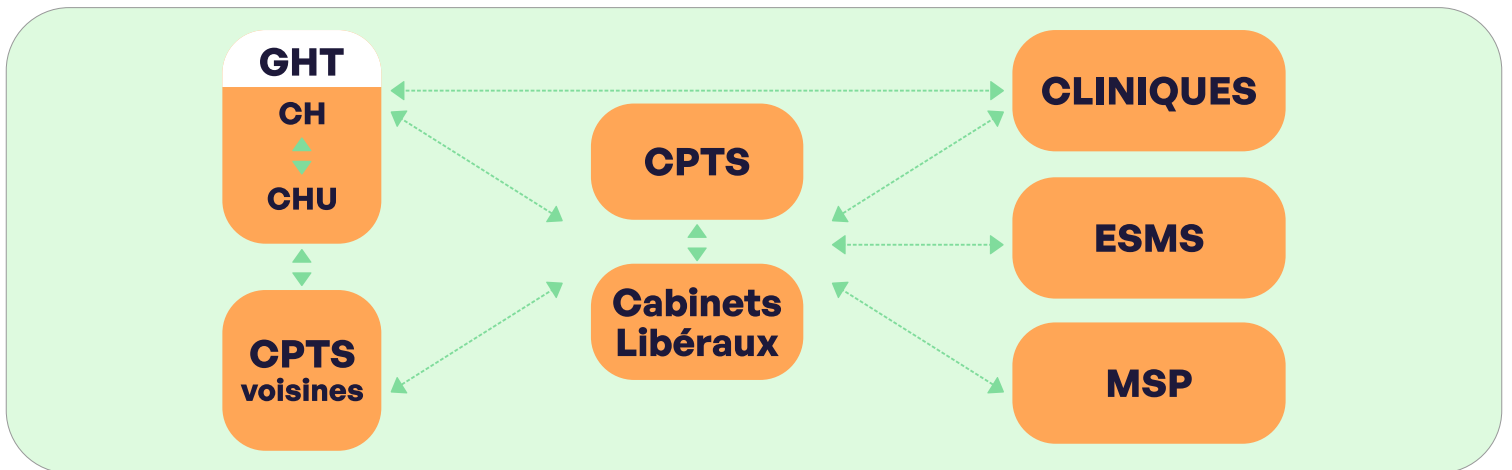 GHT
CH
CHU
CPTS
voisines
CPTS
Cabinets
Libéraux
CLINIQUES
ESMS
MSP